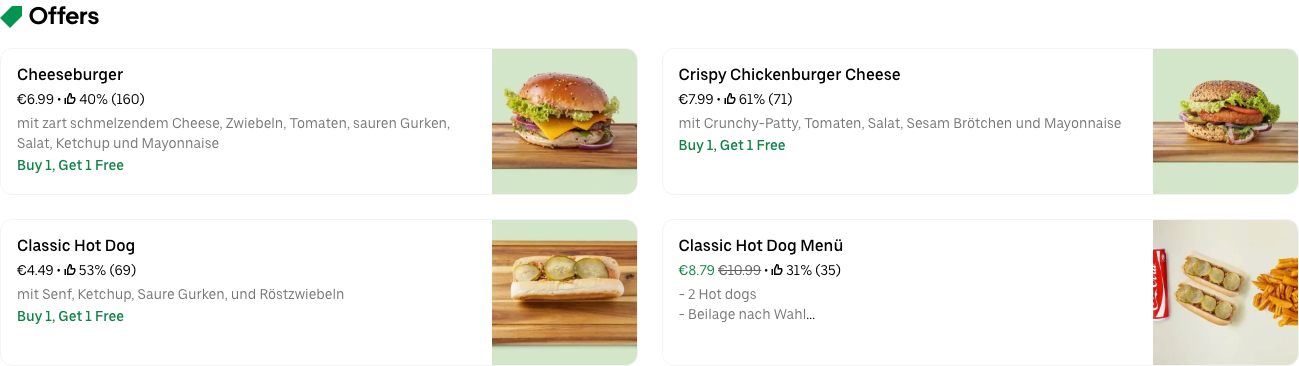 Offers
Cheeseburger
€6.99 • 40% (160)
mit zart schmelzendem Cheese, Zwiebeln, Tomaten, sauren Gurken,
Salat, Ketchup und Mayonnaise
Buy 1, Get 1 Free
Crispy Chickenburger Cheese
€7.99 • 61% (71)
mit Crunchy-Patty, Tomaten, Salat, Sesam Brötchen und Mayonnaise
Buy 1, Get 1 Free
Classic Hot Dog
€4.49 • 53% (69)
mit Senf, Ketchup, Saure Gurken, und Röstzwiebeln
Buy 1, Get 1 Free
Classic Hot Dog Menü
€8.79 €10.99 • 31% (35)
- 2 Hot dogs
- Beilage nach Wahl...